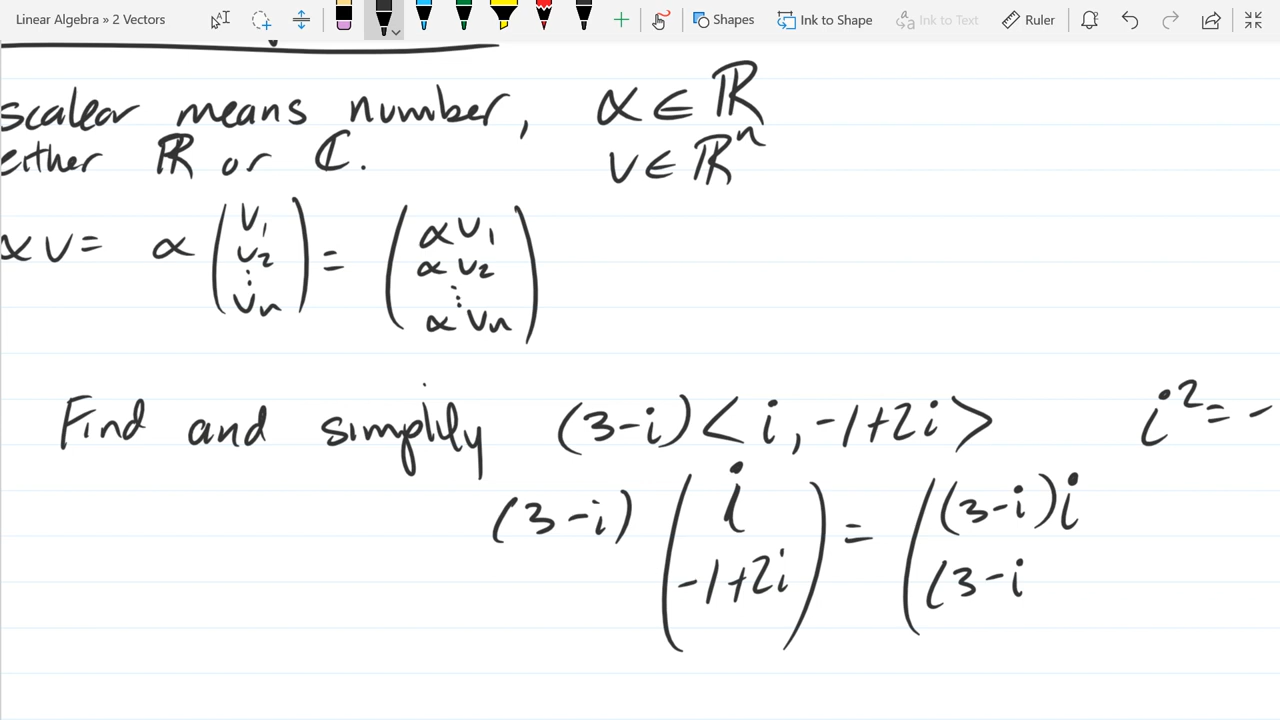 Linear Algebra » 2 Vectors Shapes Ink to Shape Ink to Text Ruler
scalar means number, α ∈ ℝ
either ℝ or ℂ. v ∈ ℝⁿ
αv = α (v₁ v₂ ⋮ vₙ) = (αv₁ αv₂ ⋮ αvₙ)
Find and simplify (3-i)<i, -1+2i> i² = -
(3-i) (i -1+2i) = ((3-i)i (3-i